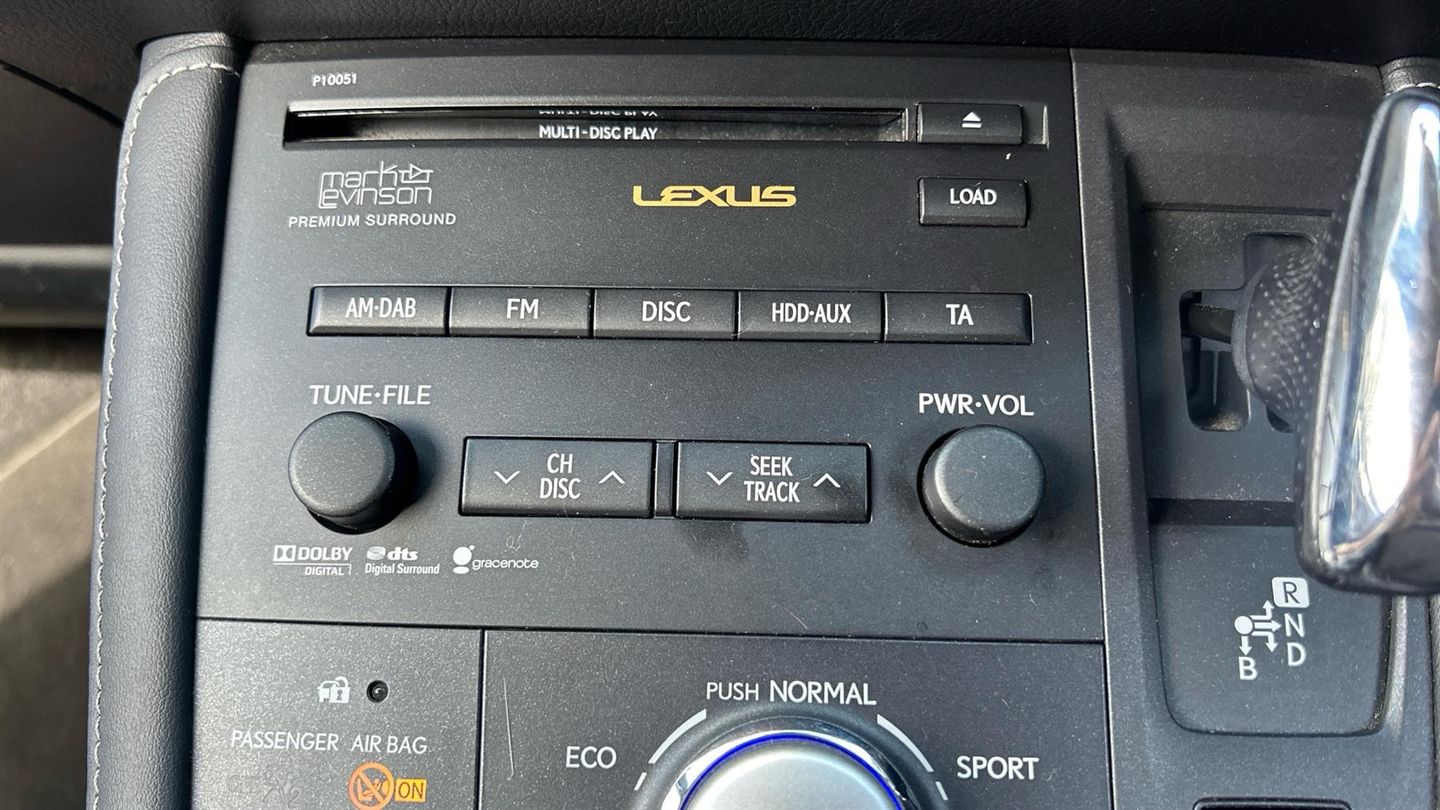 P10051
MULTI-DISC PLAY
mark levinson
PREMIUM SURROUND
LEXUS
LOAD
AM·DAB FM DISC HDD·AUX TA
TUNE·FILE
PWR·VOL
CH
DISC
SEEK
TRACK
DOLBY
DIGITAL
dts
Digital Surround
gracenote
R
N
D
B
PUSH NORMAL
ECO
SPORT
PASSENGER AIR BAG
ON